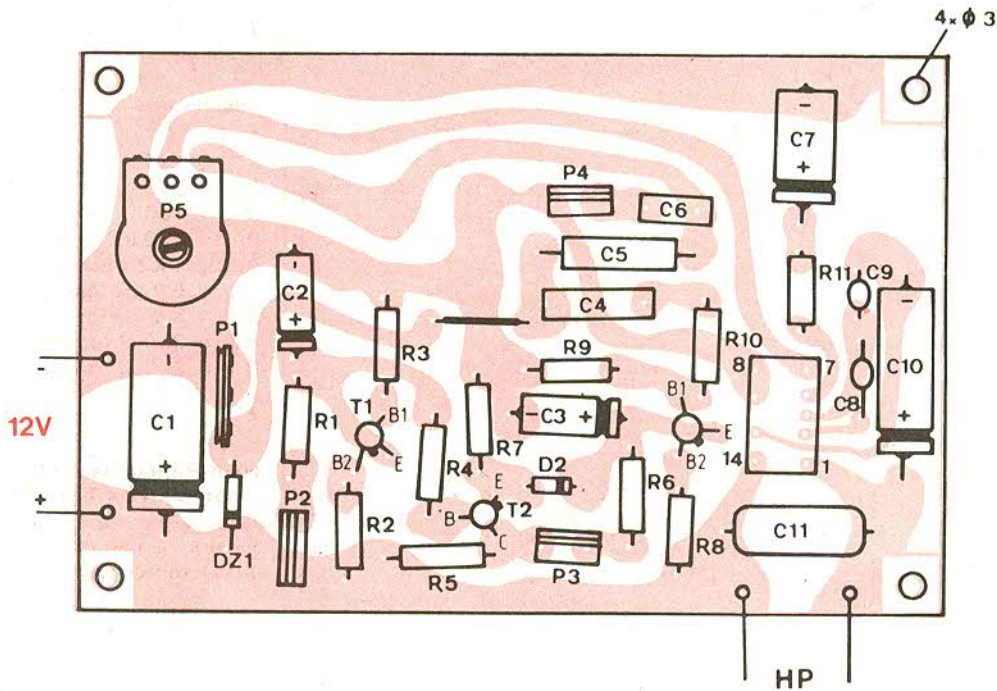 4×Φ 3
C7
-
+
P5
P4
C6
C5
C2
-
+
C4
R11
C9
C10
-
+
P1
R3
R10
-
12V
+
C1
-
+
R9
8
7
C8
R1
T1
B1
B2
E
R4
R7
C3
-
+
B1
E
B2
14
1
D2
R6
DZ1
P2
R2
B
E
T2
C
R5
P3
R8
C11
HP